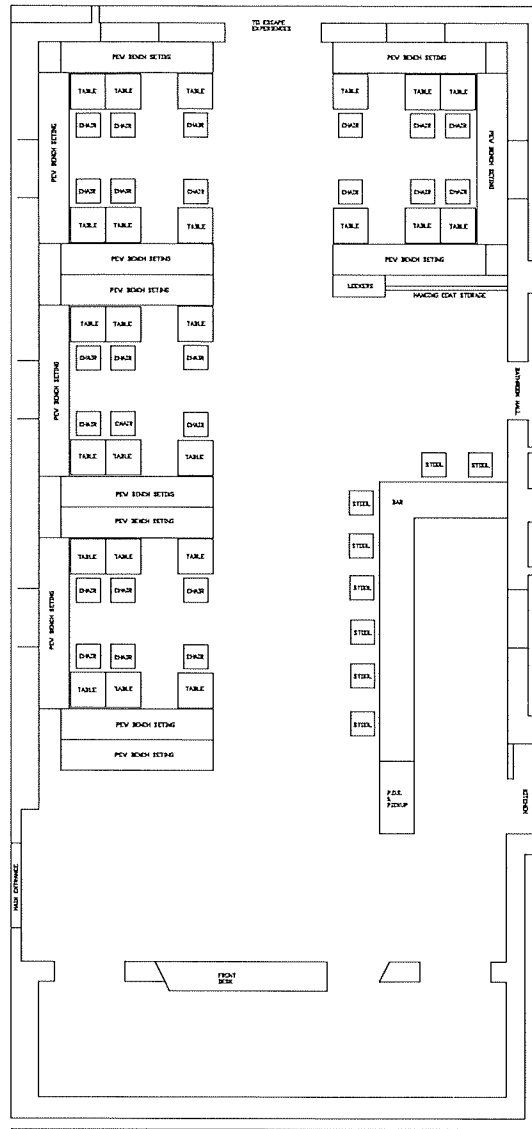 TO ESCAPE
EXPERIENCES
PEW BENCH SETING
PEW BENCH SETING
TABLE TABLE TABLE
TABLE TABLE TABLE
CHAIR CHAIR CHAIR
CHAIR CHAIR CHAIR
PEW BENCH SETING
PEW BENCH SETING
CHAIR CHAIR CHAIR
CHAIR CHAIR CHAIR
TABLE TABLE TABLE
TABLE TABLE TABLE
PEW BENCH SETING
PEW BENCH SETING
PEW BENCH SETING
LOCKERS
HANGING COAT STORAGE
TABLE TABLE TABLE
CHAIR CHAIR CHAIR
PEW BENCH SETING
BATHROOM HALL
CHAIR CHAIR CHAIR
TABLE TABLE TABLE
STOOL STOOL
PEW BENCH SETING
PEW BENCH SETING
STOOL
BAR
STOOL
TABLE TABLE TABLE
CHAIR CHAIR CHAIR
STOOL
PEW BENCH SETING
STOOL
CHAIR CHAIR CHAIR
STOOL
TABLE TABLE TABLE
PEW BENCH SETING
STOOL
PEW BENCH SETING
P.O.S.
&
PICKUP
KITCHEN
MAIN ENTRANCE
FRONT
DESK